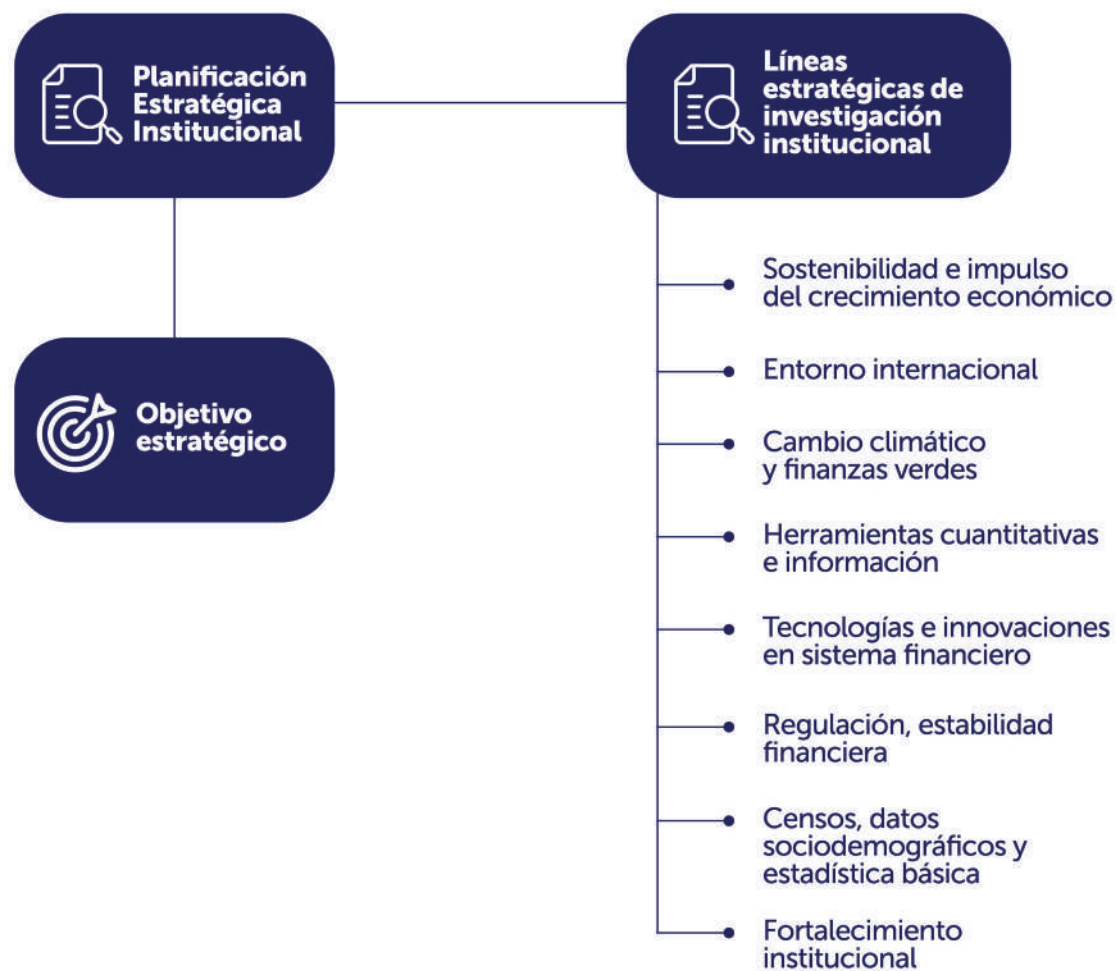 Planificación
Estratégica
Institucional
Líneas
estratégicas de
investigación
institucional
Objetivo
estratégico
Sostenibilidad e impulso
del crecimiento económico
Entorno internacional
Cambio climático
y finanzas verdes
Herramientas cuantitativas
e información
Tecnologías e innovaciones
en sistema financiero
Regulación, estabilidad
financiera
Censos, datos
sociodemográficos y
estadística básica
Fortalecimiento
institucional